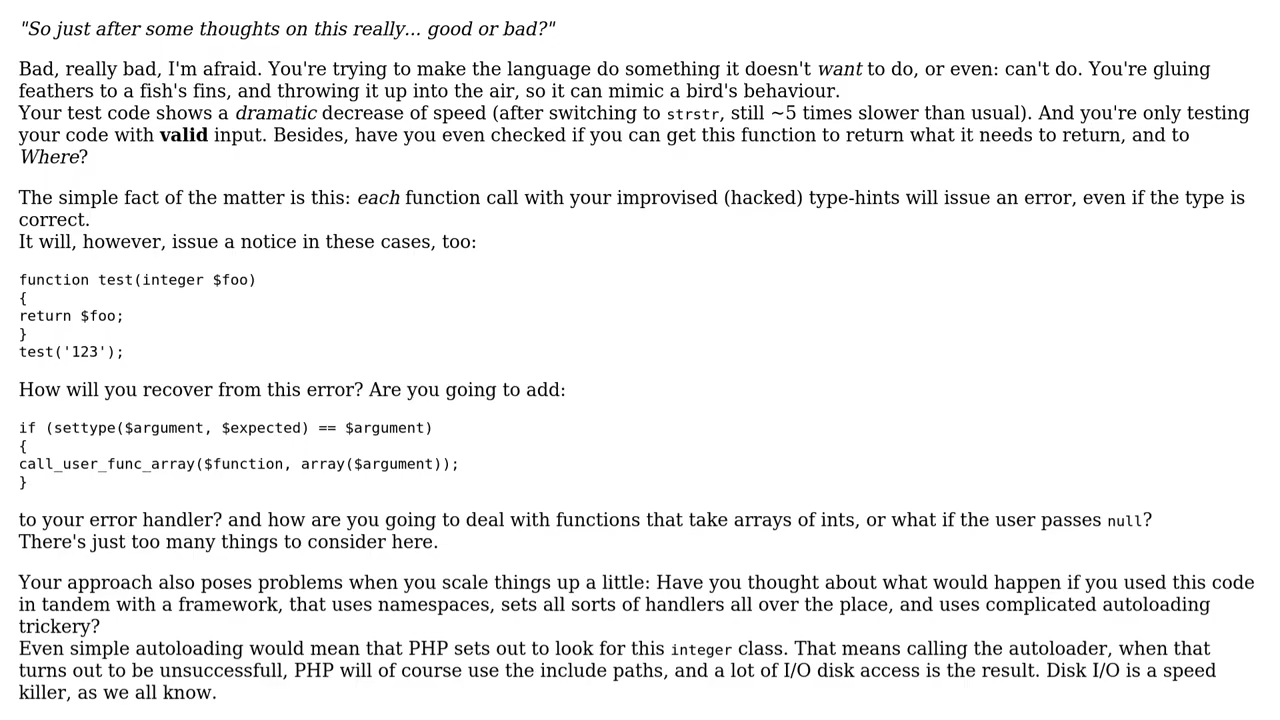 "So just after some thoughts on this really... good or bad?"
Bad, really bad, I'm afraid. You're trying to make the language do something it doesn't want to do, or even: can't do. You're gluing
feathers to a fish's fins, and throwing it up into the air, so it can mimic a bird's behaviour.
Your test code shows a dramatic decrease of speed (after switching to strstr, still ~5 times slower than usual). And you're only testing
your code with valid input. Besides, have you even checked if you can get this function to return what it needs to return, and to
Where?
The simple fact of the matter is this: each function call with your improvised (hacked) type-hints will issue an error, even if the type is
correct.
It will, however, issue a notice in these cases, too:
function test(integer $foo)
{
return $foo;
}
test('123');
How will you recover from this error? Are you going to add:
if (settype($argument, $expected) == $argument)
{
call_user_func_array($function, array($argument));
}
to your error handler? and how are you going to deal with functions that take arrays of ints, or what if the user passes null?
There's just too many things to consider here.
Your approach also poses problems when you scale things up a little: Have you thought about what would happen if you used this code
in tandem with a framework, that uses namespaces, sets all sorts of handlers all over the place, and uses complicated autoloading
trickery?
Even simple autoloading would mean that PHP sets out to look for this integer class. That means calling the autoloader, when that
turns out to be unsuccessfull, PHP will of course use the include paths, and a lot of I/O disk access is the result. Disk I/O is a speed
killer, as we all know.